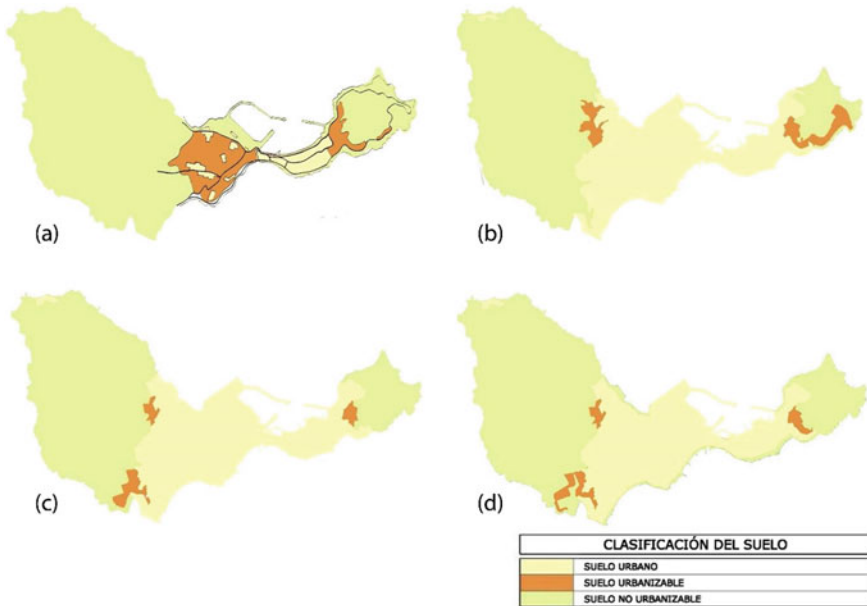 (a)
(b)
(c)
(d)
CLASIFICACIÓN DEL SUELO
SUELO URBANO
SUELO URBANIZABLE
SUELO NO URBANIZABLE